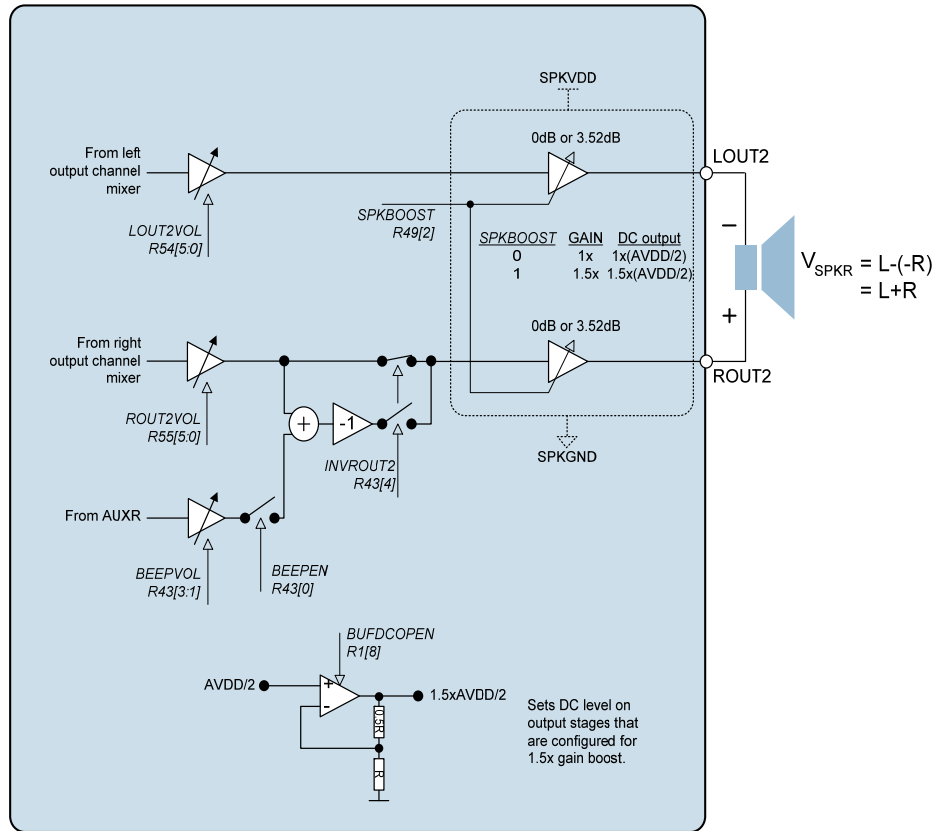 SPKVDD
0dB or 3.52dB
LOUT2
From left
output channel
mixer
LOUT2VOL
R54[5:0]
SPKBOOST
R49[2]
SPKBOOST GAIN DC output
0 1x 1x(AVDD/2)
1 1.5x 1.5x(AVDD/2)
−
+
VSPKR = L-(-R)
= L+R
0dB or 3.52dB
ROUT2
From right
output channel
mixer
ROUT2VOL
R55[5:0]
+
-1
INVROUT2
R43[4]
SPKGND
From AUXR
BEEPVOL
R43[3:1]
BEEPEN
R43[0]
BUFDCOPEN
R1[8]
AVDD/2
+
-
1.5xAVDD/2
0.5R
R
Sets DC level on
output stages that
are configured for
1.5x gain boost.